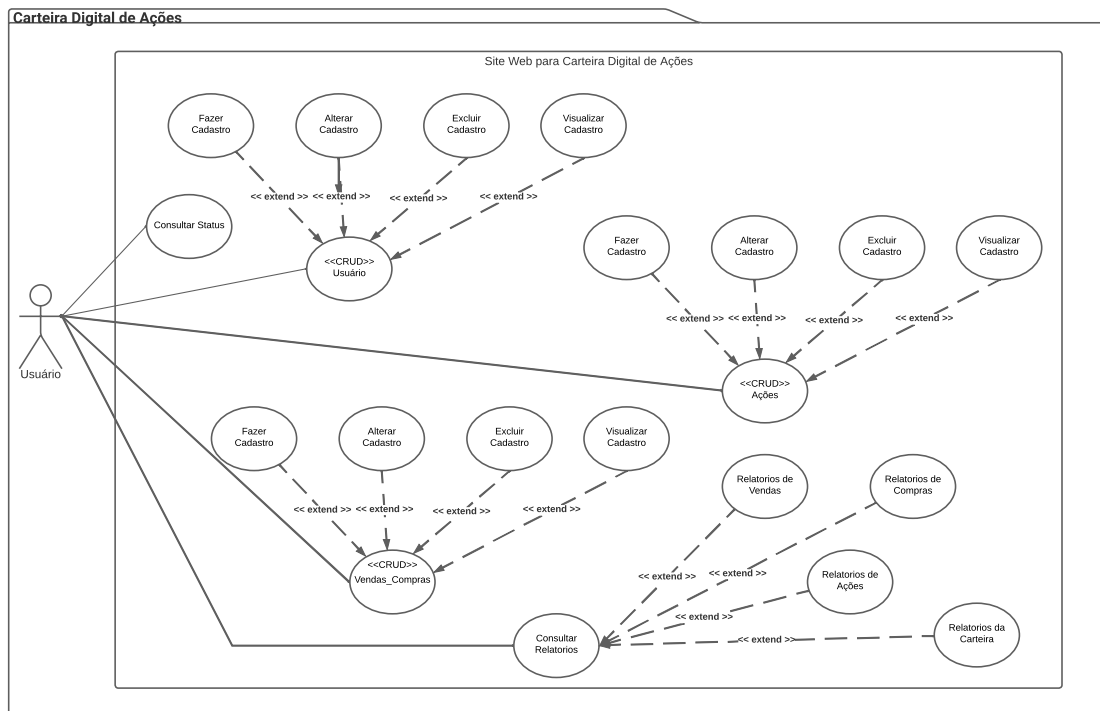 Carteira Digital de Ações
Site Web para Carteira Digital de Ações
Fazer
Cadastro
Alterar
Cadastro
Excluir
Cadastro
Visualizar
Cadastro
<< extend >>
<< extend >>
<< extend >>
<< extend >>
Consultar Status
<<CRUD>>
Usuário
Fazer
Cadastro
Alterar
Cadastro
Excluir
Cadastro
Visualizar
Cadastro
<< extend >>
<< extend >>
<< extend >>
<< extend >>
<<CRUD>>
Ações
Usuário
Fazer
Cadastro
Alterar
Cadastro
Excluir
Cadastro
Visualizar
Cadastro
<< extend >>
<< extend >>
<< extend >>
<< extend >>
<<CRUD>>
Vendas_Compras
Relatorios de
Vendas
Relatorios de
Compras
Relatorios de
Ações
Relatorios da
Carteira
<< extend >>
<< extend >>
<< extend >>
<< extend >>
Consultar
Relatorios